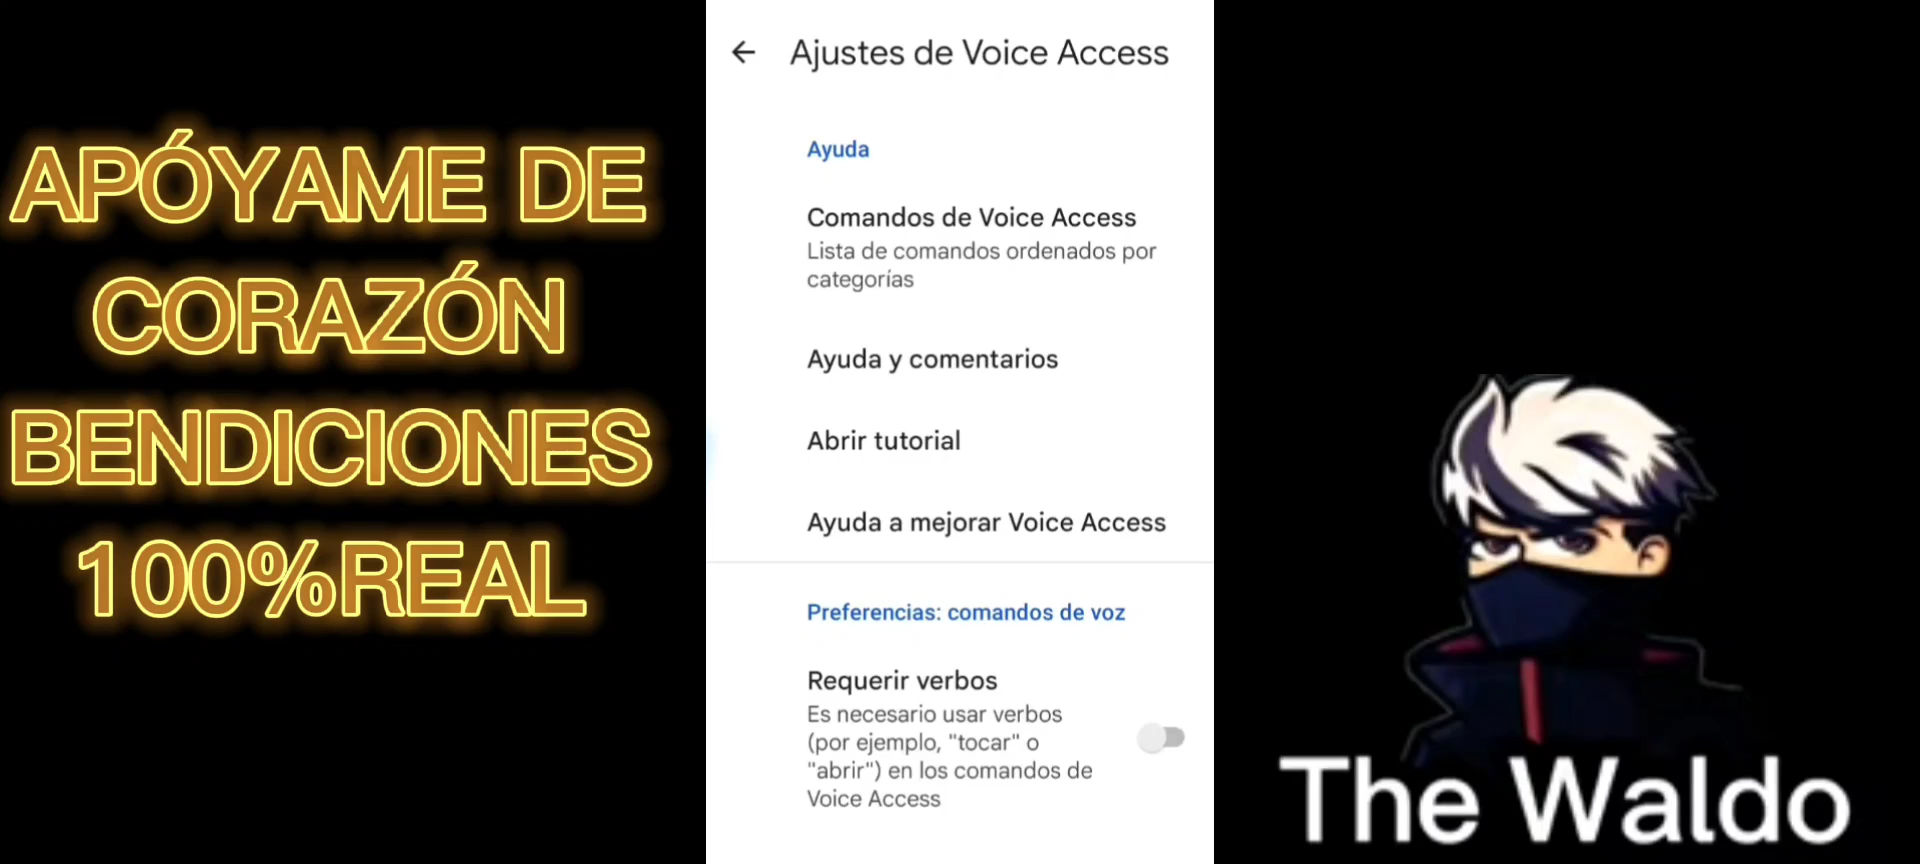 APÓYAME DE
CORAZÓN
BENDICIONES
100%REAL
Ajustes de Voice Access
Ayuda
Comandos de Voice Access
Lista de comandos ordenados por
categorías
Ayuda y comentarios
Abrir tutorial
Ayuda a mejorar Voice Access
Preferencias: comandos de voz
Requerir verbos
Es necesario usar verbos
(por ejemplo, "tocar" o
"abrir") en los comandos de
Voice Access
The Waldo